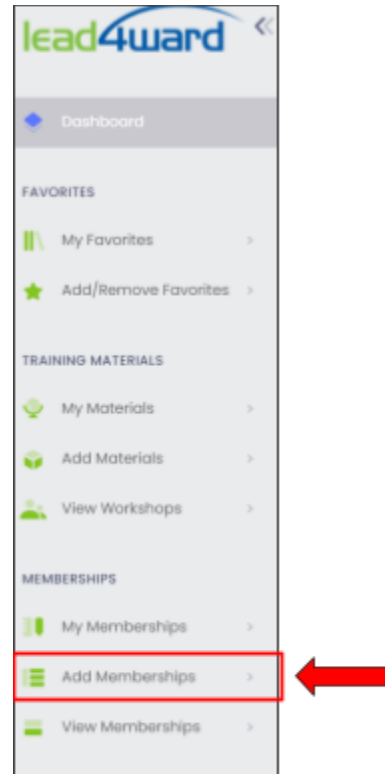 lead4ward
Dashboard
FAVORITES
My Favorites
Add/Remove Favorites
TRAINING MATERIALS
My Materials
Add Materials
View Workshops
MEMBERSHIPS
My Memberships
Add Memberships
View Memberships